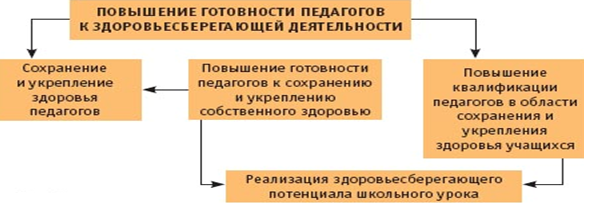 ПОВЫШЕНИЕ ГОТОВНОСТИ ПЕДАГОГОВ
К ЗДОРОВЬЕСБЕРЕГАЮЩЕЙ ДЕЯТЕЛЬНОСТИ
Сохранение
и укрепление
здоровья
педагогов
Повышение готовности
педагогов к сохранению
и укреплению
собственного здоровью
Повышение
квалификации
педагогов в области
сохранения и
укрепления
здоровья учащихся
Реализация здоровьесберегающего
потенциала школьного урока